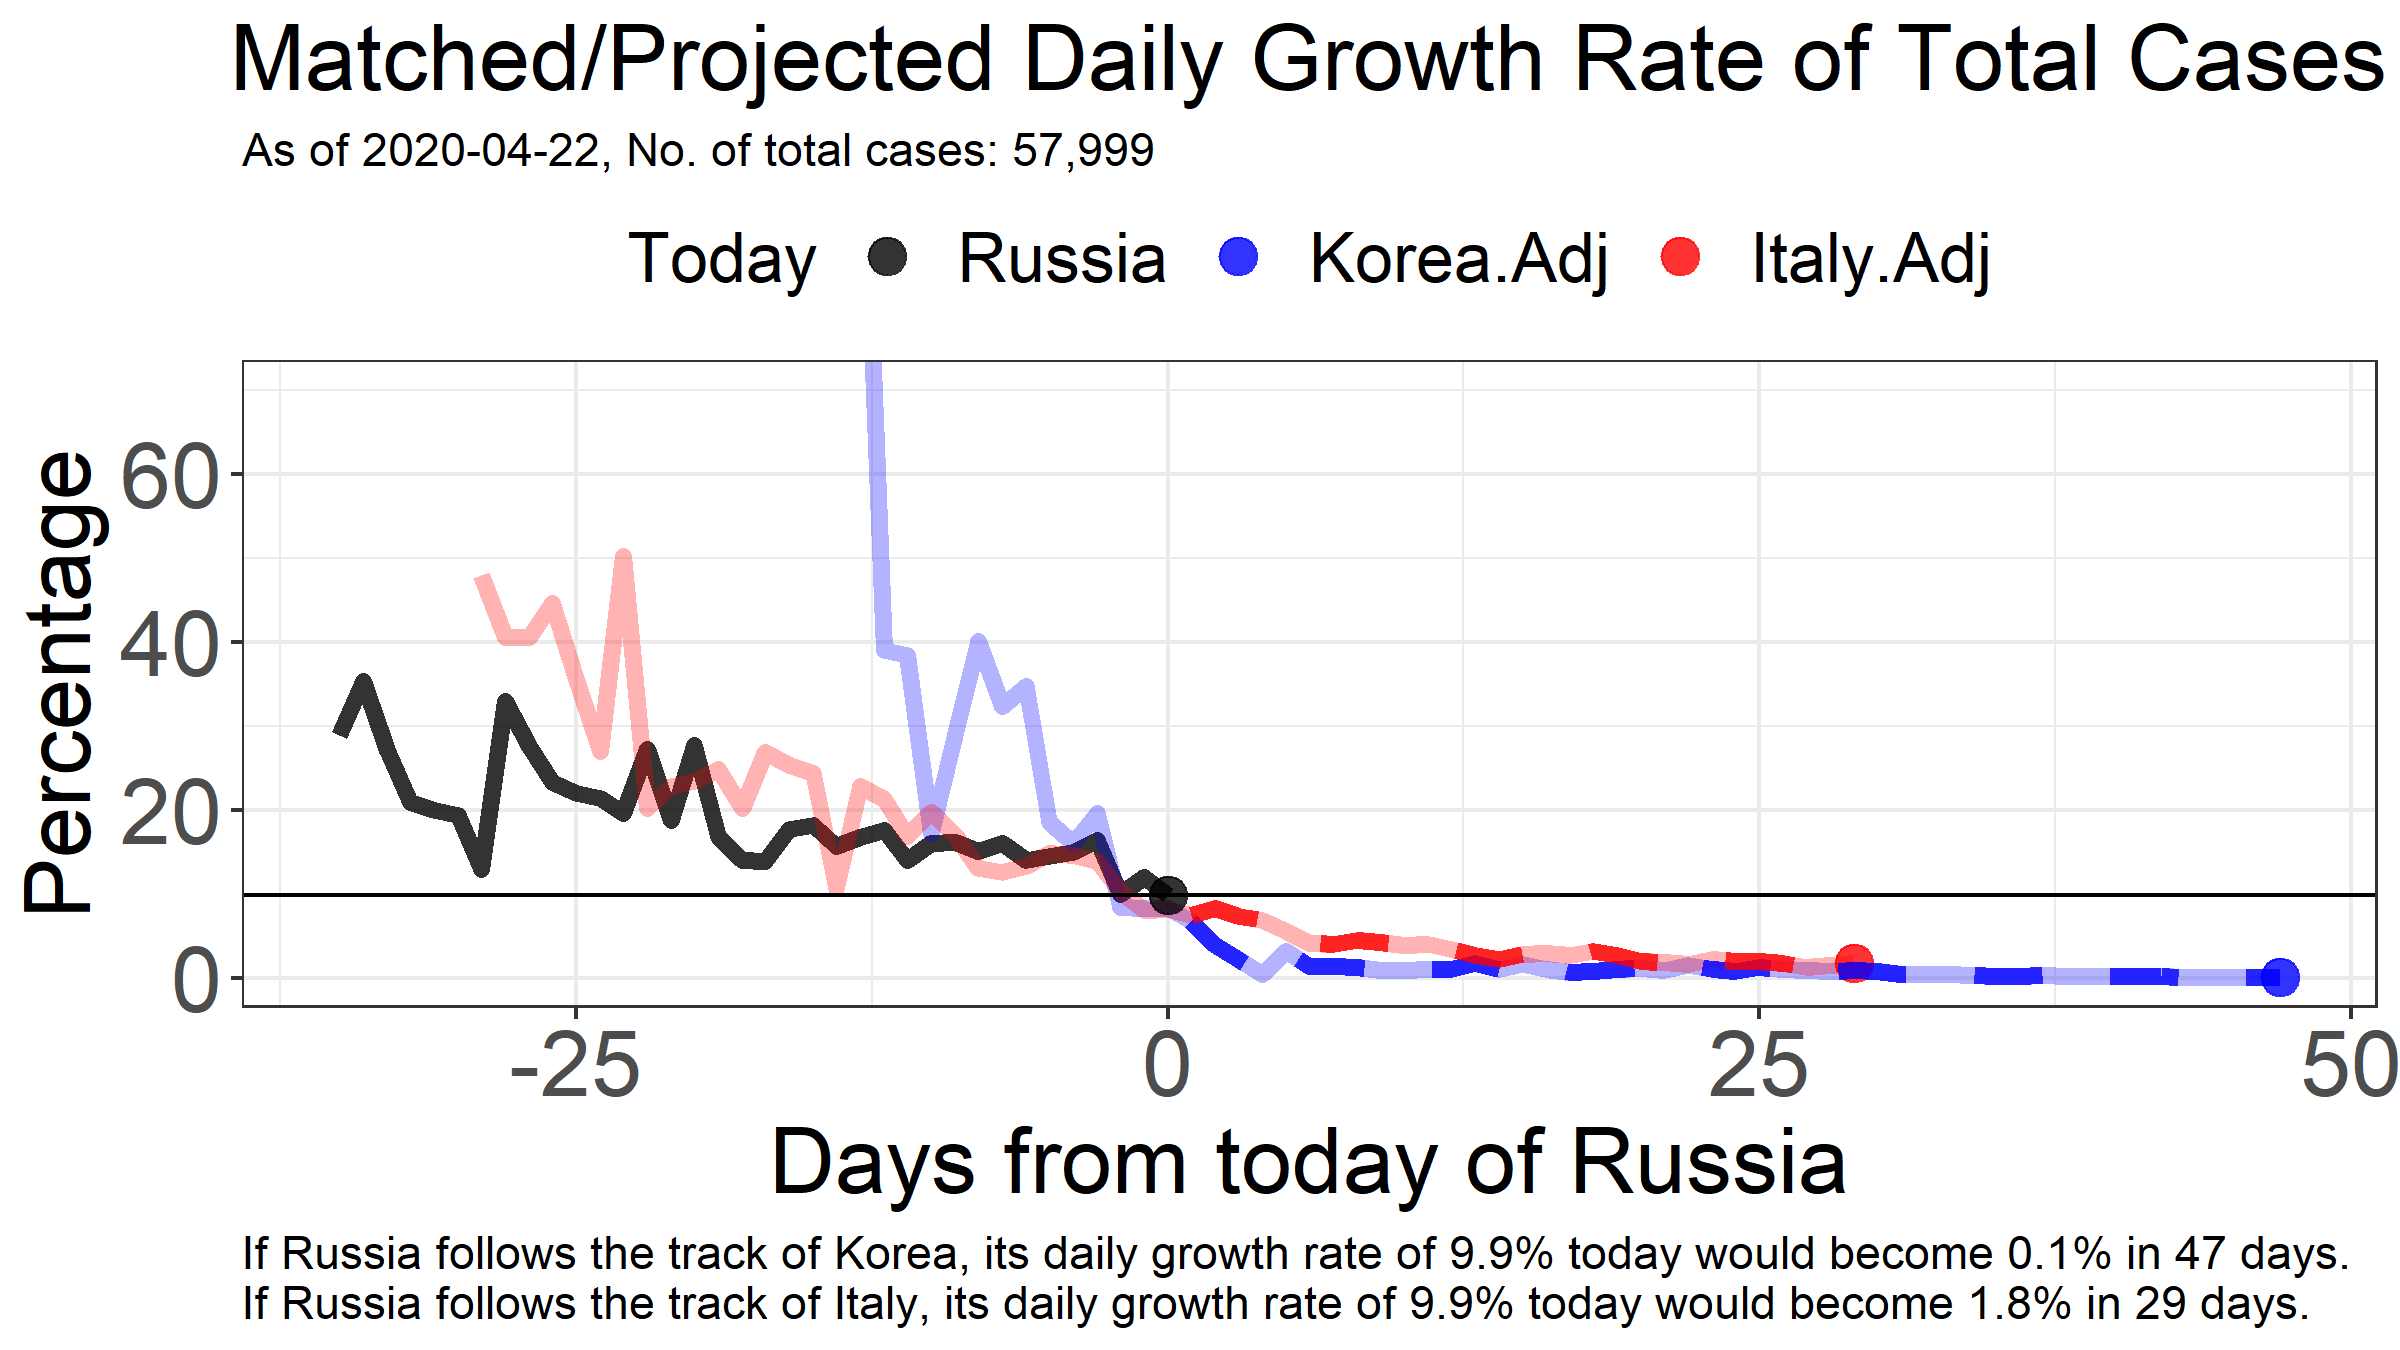 Matched/Projected Daily Growth Rate of Total Cases
As of 2020-04-22, No. of total cases: 57,999
Today Russia Korea.Adj Italy.Adj
Percentage
60
40
20
0
-25 0 25 50
Days from today of Russia
If Russia follows the track of Korea, its daily growth rate of 9.9% today would become 0.1% in 47 days.
If Russia follows the track of Italy, its daily growth rate of 9.9% today would become 1.8% in 29 days.